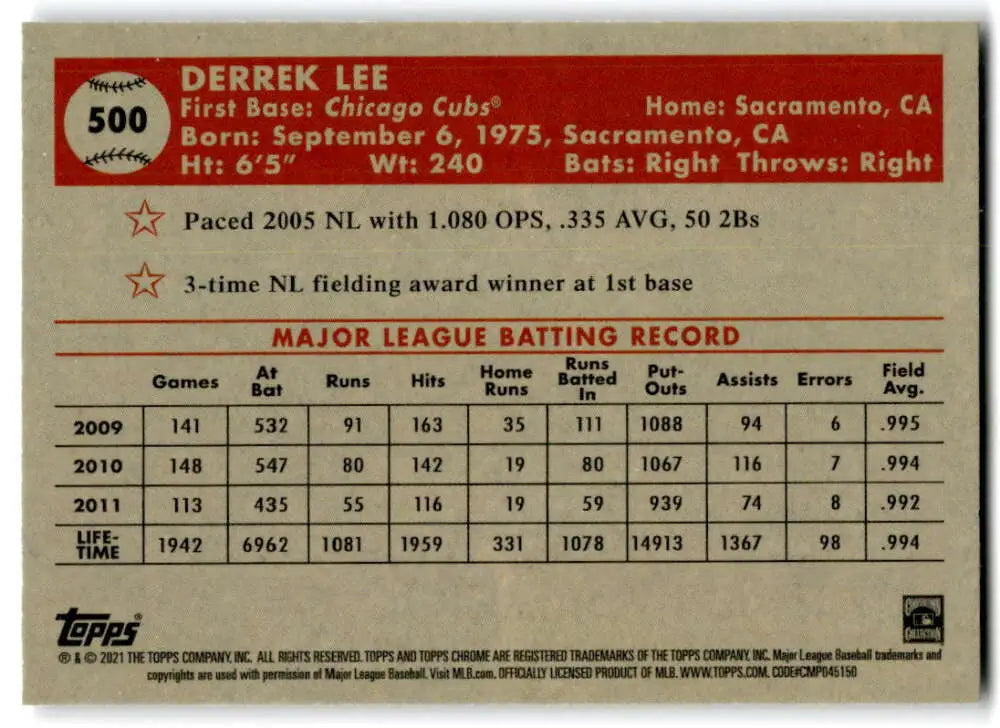 500
DERREK LEE
First Base: Chicago Cubs® Home: Sacramento, CA
Born: September 6, 1975, Sacramento, CA
Ht: 6'5" Wt: 240 Bats: Right Throws: Right
Paced 2005 NL with 1.080 OPS, .335 AVG, 50 2Bs
3-time NL fielding award winner at 1st base
MAJOR LEAGUE BATTING RECORD
Games At Bat Runs Hits Home Runs Runs Batted In Put-Outs Assists Errors Field Avg.
2009 141 532 91 163 35 111 1088 94 6 .995
2010 148 547 80 142 19 80 1067 116 7 .994
2011 113 435 55 116 19 59 939 74 8 .992
LIFE-TIME 1942 6962 1081 1959 331 1078 14913 1367 98 .994
Topps®
COOPERSTOWN COLLECTION
® & © 2021 THE TOPPS COMPANY, INC. ALL RIGHTS RESERVED. TOPPS AND TOPPS CHROME ARE REGISTERED TRADEMARKS OF THE TOPPS COMPANY, INC. Major League Baseball trademarks and
copyrights are used with permission of Major League Baseball. Visit MLB.com. OFFICIALLY LICENSED PRODUCT OF MLB. WWW.TOPPS.COM. CODE#CMP045150